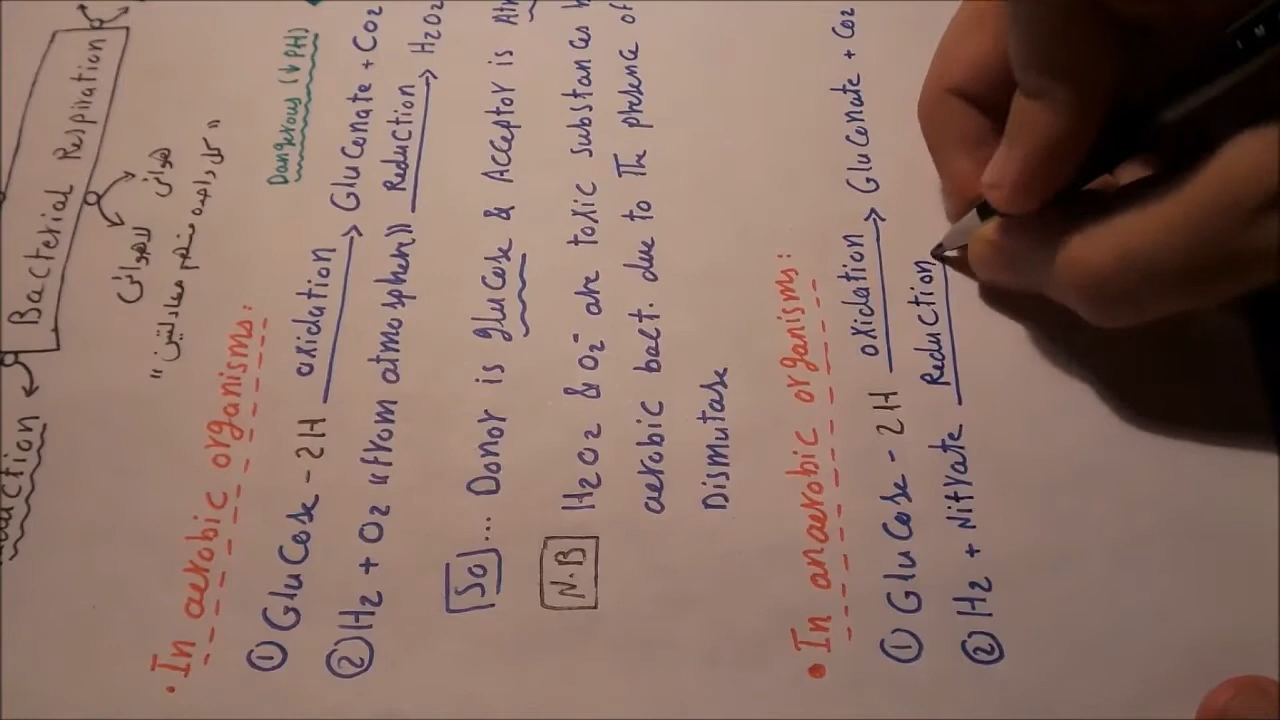 Bacterial Respiration
هوائى
لاهوائى
"كل واحد منهم معادلتين"
• In aerobic organisms:
Dangerous (↓ PH)
① GluCose - 2H oxidation → GluConate + Co2
② H2 + O2 "from atmosphere" Reduction → H2O2
So ... Donor is glucose & Acceptor is
N.B H2O2 & O2- are toxic substances
aerobic bact. due to The presence of
Dismutase
• In anaerobic organisms:
① GluCose - 2H oxidation → GluConate + Co2
② H2 + Nitrate Reduction